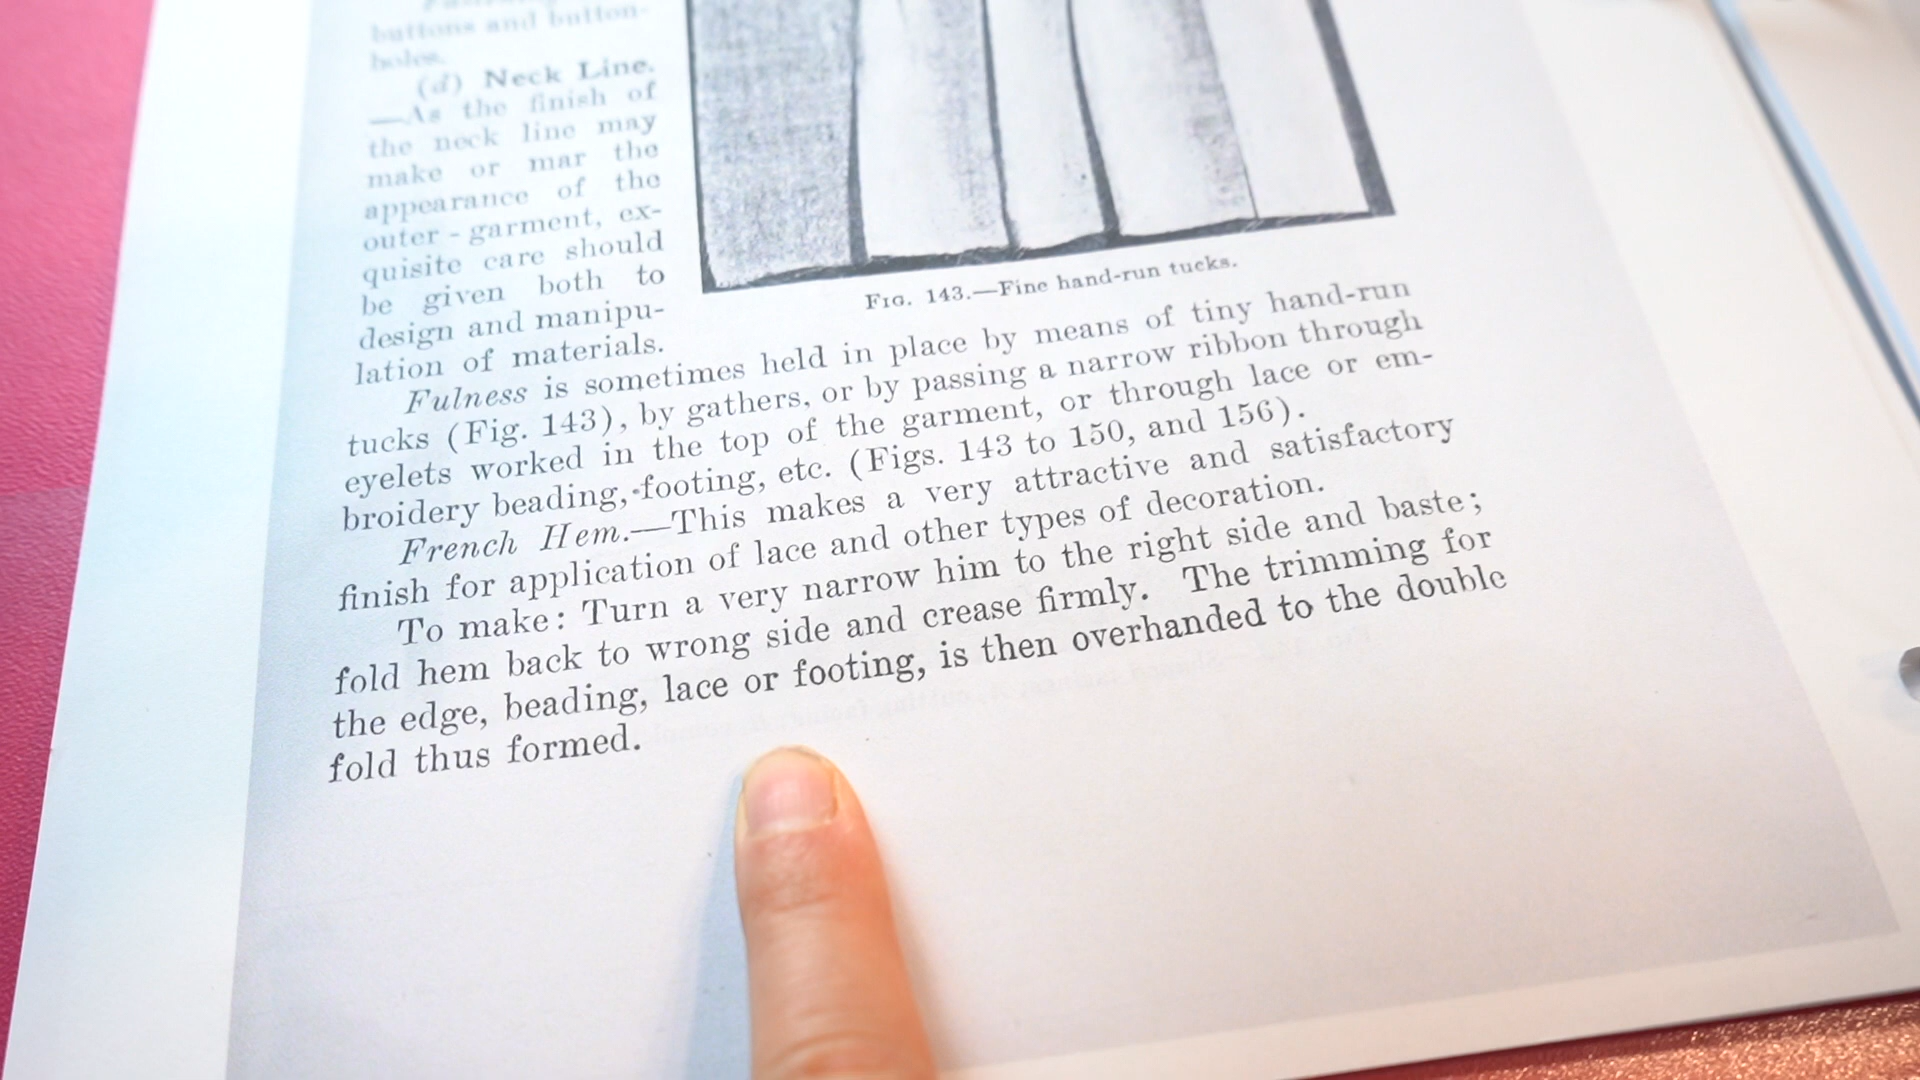 buttons and button-
holes.
(d) Neck Line.
—As the finish of
the neck line may
make or mar the
appearance of the
outer - garment, ex-
quisite care should
be given both to
design and manipu-
lation of materials.
Fig. 143.—Fine hand-run tucks.
Fulness is sometimes held in place by means of tiny hand-run
tucks (Fig. 143), by gathers, or by passing a narrow ribbon through
eyelets worked in the top of the garment, or through lace or em-
broidery beading, footing, etc. (Figs. 143 to 150, and 156).
French Hem.—This makes a very attractive and satisfactory
finish for application of lace and other types of decoration.
To make: Turn a very narrow him to the right side and baste;
fold hem back to wrong side and crease firmly. The trimming for
the edge, beading, lace or footing, is then overhanded to the double
fold thus formed.